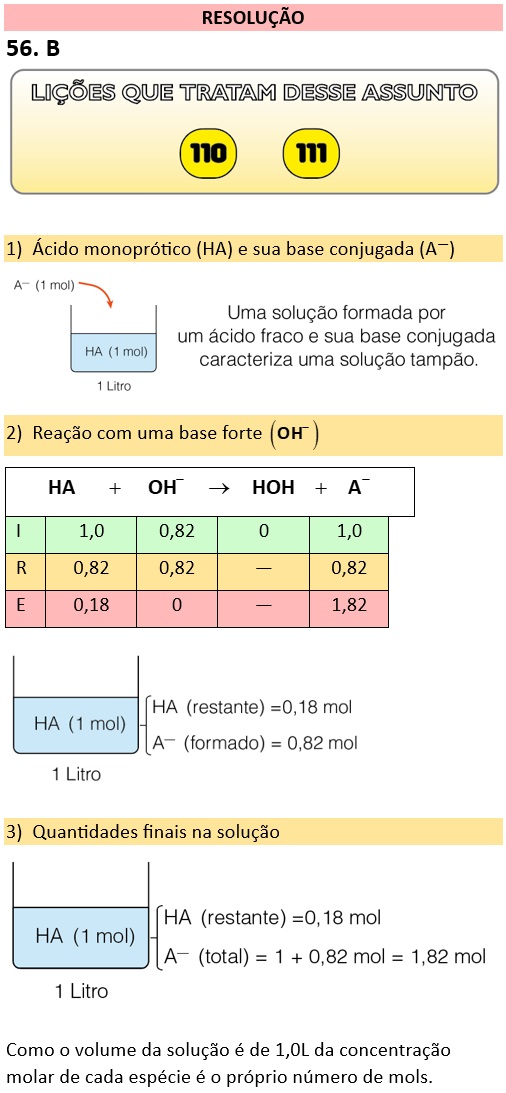 RESOLUÇÃO
56. B
LIÇÕES QUE TRATAM DESSE ASSUNTO
110 111
1) Ácido monoprótico (HA) e sua base conjugada (A⁻)
A⁻ (1 mol)
HA (1 mol)
1 Litro
Uma solução formada por
um ácido fraco e sua base conjugada
caracteriza uma solução tampão.
2) Reação com uma base forte (OH⁻)
HA + OH⁻ → HOH + A⁻
I 1,0 0,82 0 1,0
R 0,82 0,82 — 0,82
E 0,18 0 — 1,82
HA (1 mol)
HA (restante) =0,18 mol
A⁻ (formado) = 0,82 mol
1 Litro
3) Quantidades finais na solução
HA (1 mol)
HA (restante) =0,18 mol
A⁻ (total) = 1 + 0,82 mol = 1,82 mol
1 Litro
Como o volume da solução é de 1,0L da concentração
molar de cada espécie é o próprio número de mols.